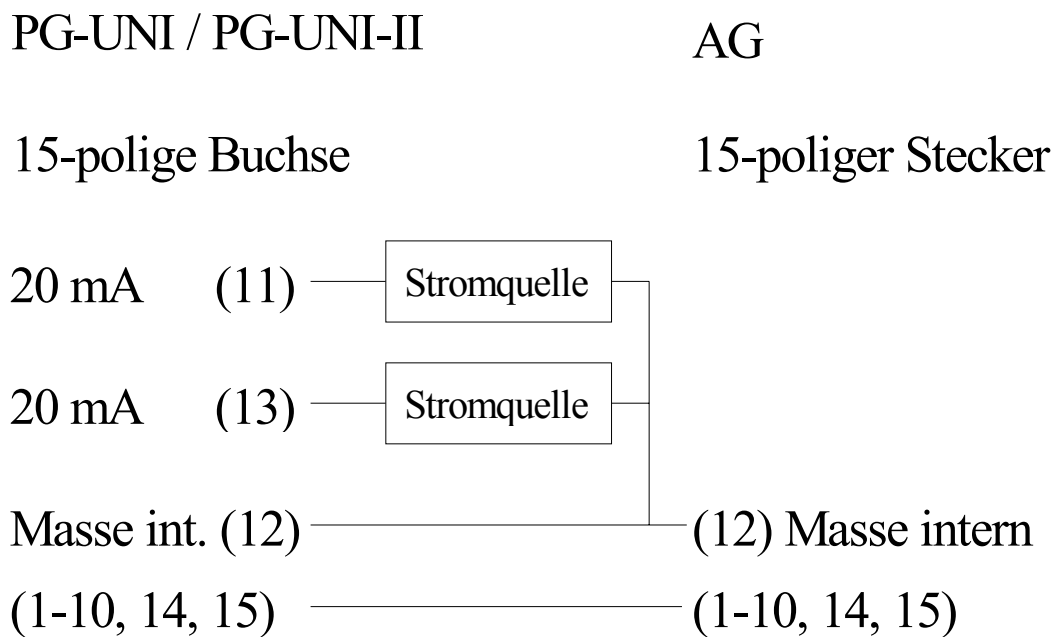 PG-UNI / PG-UNI-II AG
15-polige Buchse 15-poliger Stecker
20 mA (11) Stromquelle
20 mA (13) Stromquelle
Masse int. (12) (12) Masse intern
(1-10, 14, 15) (1-10, 14, 15)